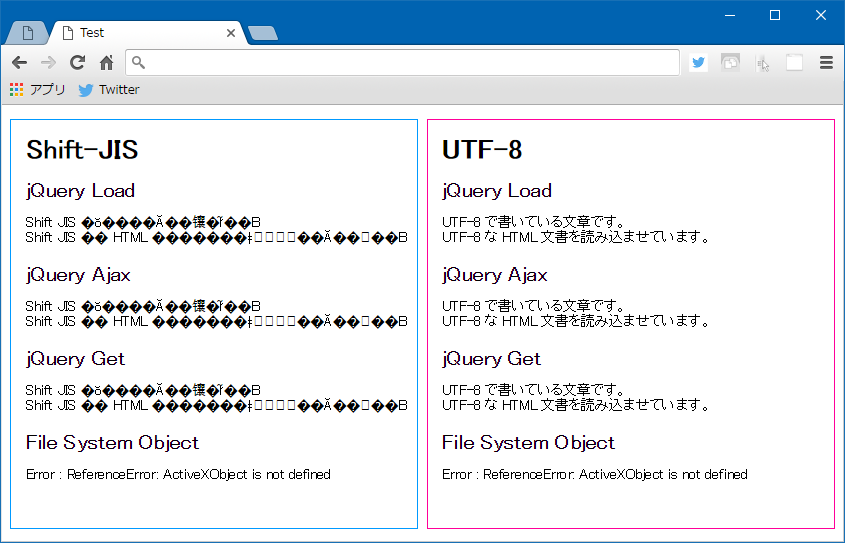 Test
アプリ
Twitter
Shift-JIS
jQuery Load
Shift JIS
Shift JIS �� HTML
jQuery Ajax
Shift JIS
Shift JIS �� HTML
jQuery Get
Shift JIS
Shift JIS �� HTML
File System Object
Error : ReferenceError: ActiveXObject is not defined
UTF-8
jQuery Load
UTF-8 で書いている文章です。
UTF-8 な HTML 文書を読み込ませています。
jQuery Ajax
UTF-8 で書いている文章です。
UTF-8 な HTML 文書を読み込ませています。
jQuery Get
UTF-8 で書いている文章です。
UTF-8 な HTML 文書を読み込ませています。
File System Object
Error : ReferenceError: ActiveXObject is not defined